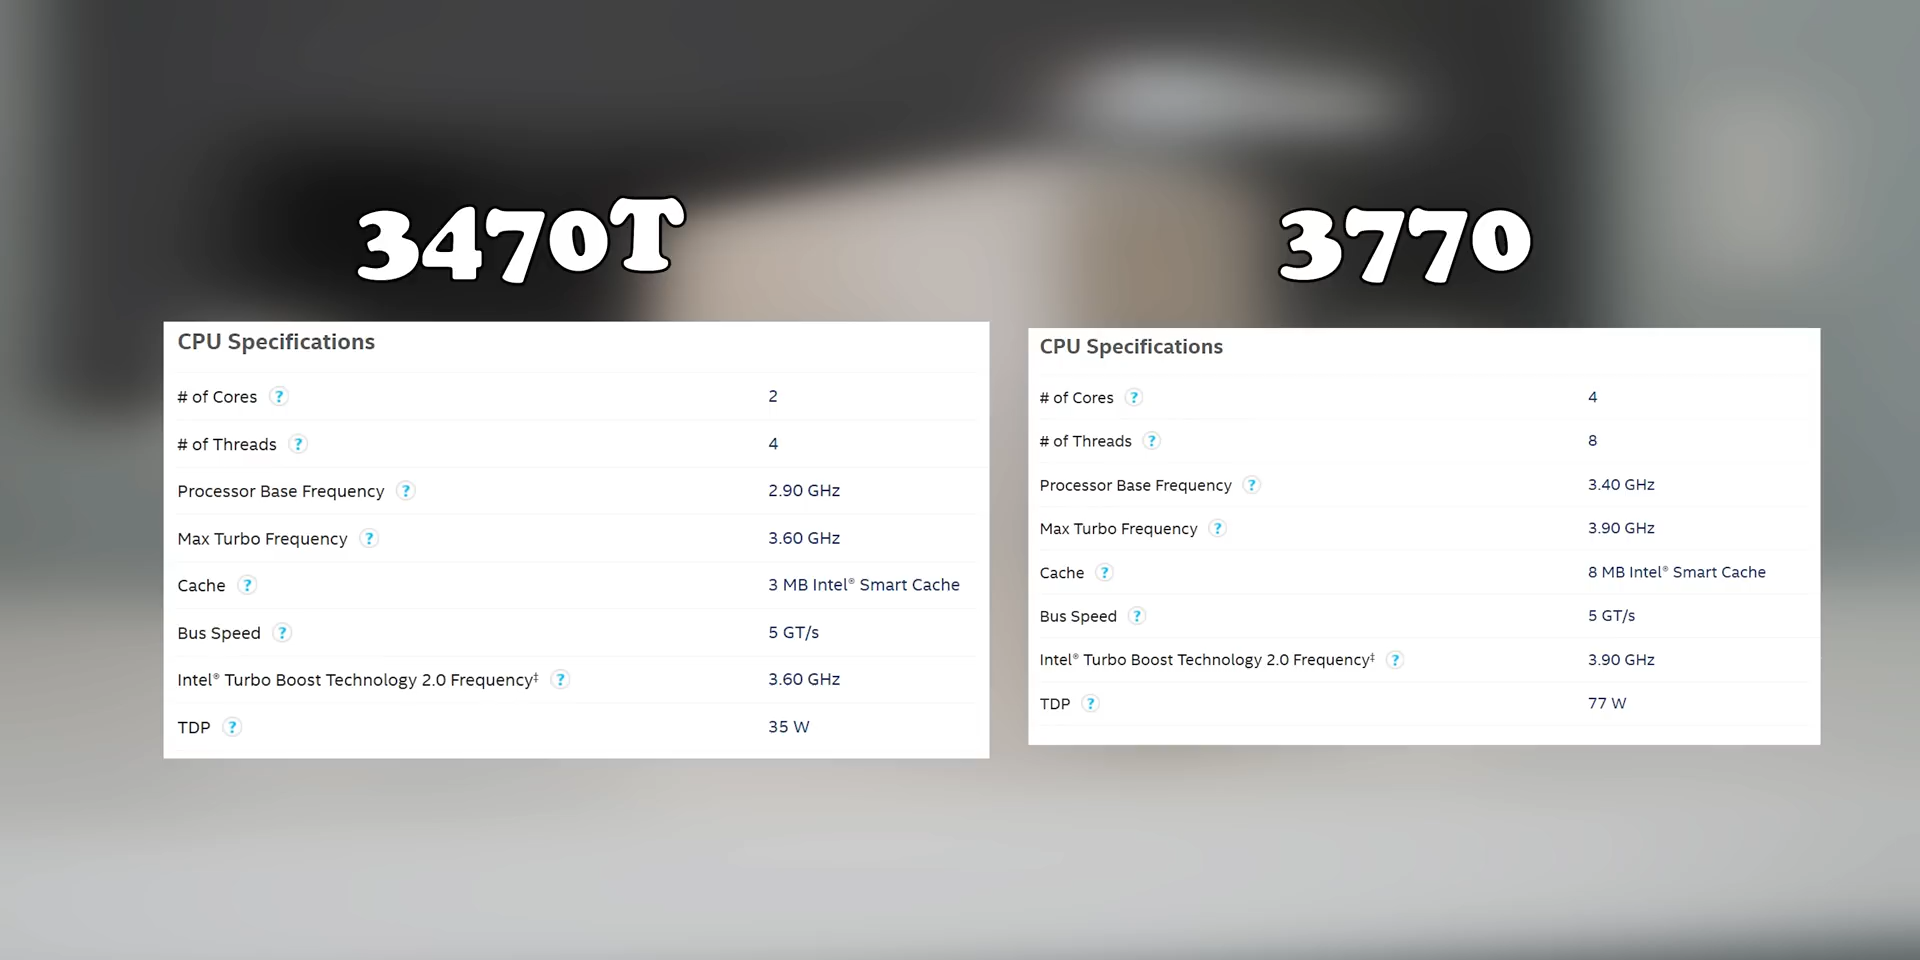 3470T
CPU Specifications
# of Cores ? 2
# of Threads ? 4
Processor Base Frequency ? 2.90 GHz
Max Turbo Frequency ? 3.60 GHz
Cache ? 3 MB Intel® Smart Cache
Bus Speed ? 5 GT/s
Intel® Turbo Boost Technology 2.0 Frequency‡ ? 3.60 GHz
TDP ? 35 W
3770
CPU Specifications
# of Cores ? 4
# of Threads ? 8
Processor Base Frequency ? 3.40 GHz
Max Turbo Frequency ? 3.90 GHz
Cache ? 8 MB Intel® Smart Cache
Bus Speed ? 5 GT/s
Intel® Turbo Boost Technology 2.0 Frequency‡ ? 3.90 GHz
TDP ? 77 W